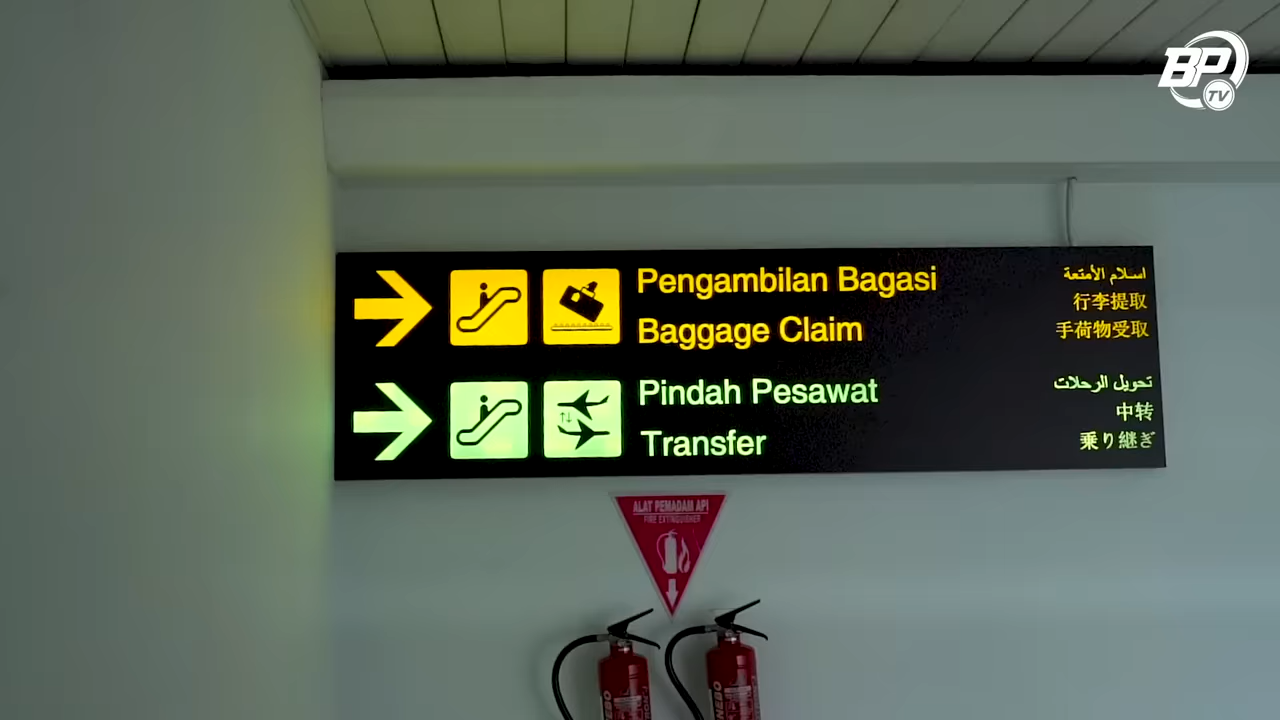 BP
TV
Pengambilan Bagasi
Baggage Claim
اسلام الأمتعة
行李提取
手荷物受取
Pindah Pesawat
Transfer
تحويل الرحلات
中转
乗り継ぎ
ALAT PEMADAM API
FIRE EXTINGUISHER